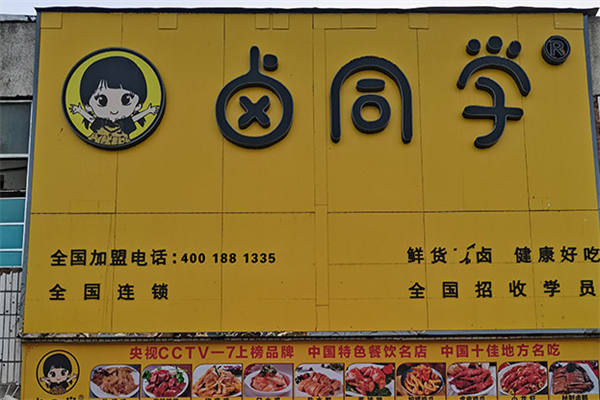 卤同学®
全国加盟电话:400 188 1335
全国连锁
鲜货 卤 健康好吃
全国招收学员
央视CCTV—7上榜品牌 中国特色餐饮名店 中国十佳地方名吃